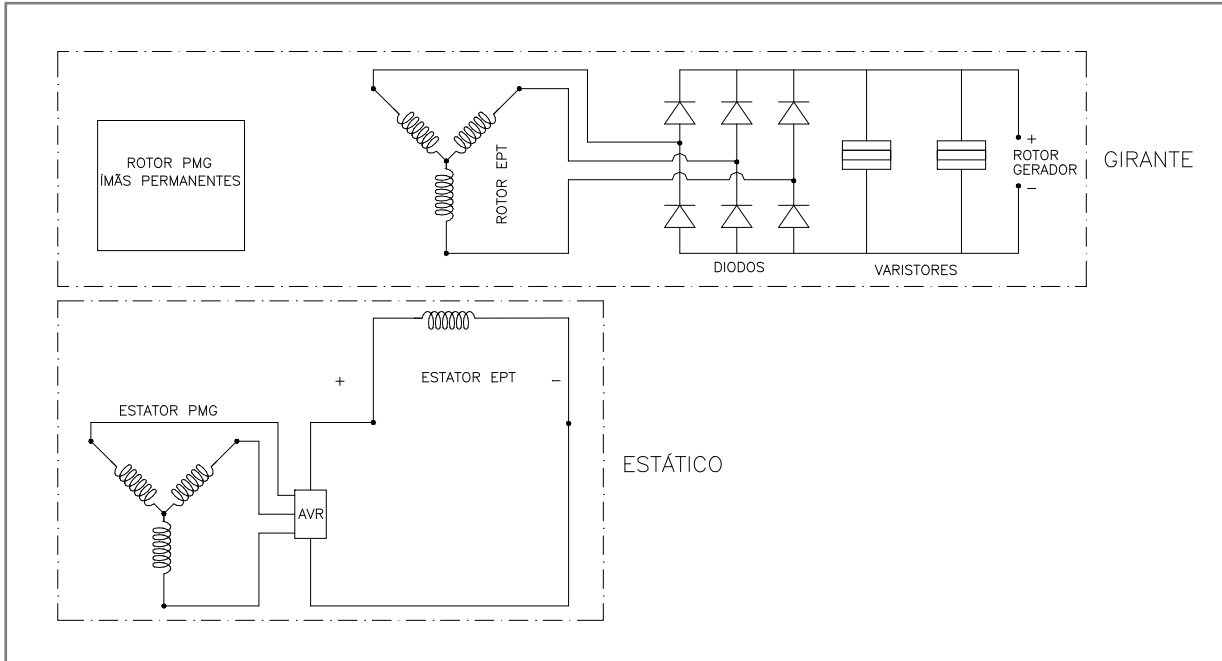 ROTOR PMG
ÍMÃS PERMANENTES
ROTOR EPT
DIODOS
VARISTORES
+
ROTOR
GERADOR
-
GIRANTE
+
ESTATOR EPT
-
ESTATOR PMG
AVR
ESTÁTICO